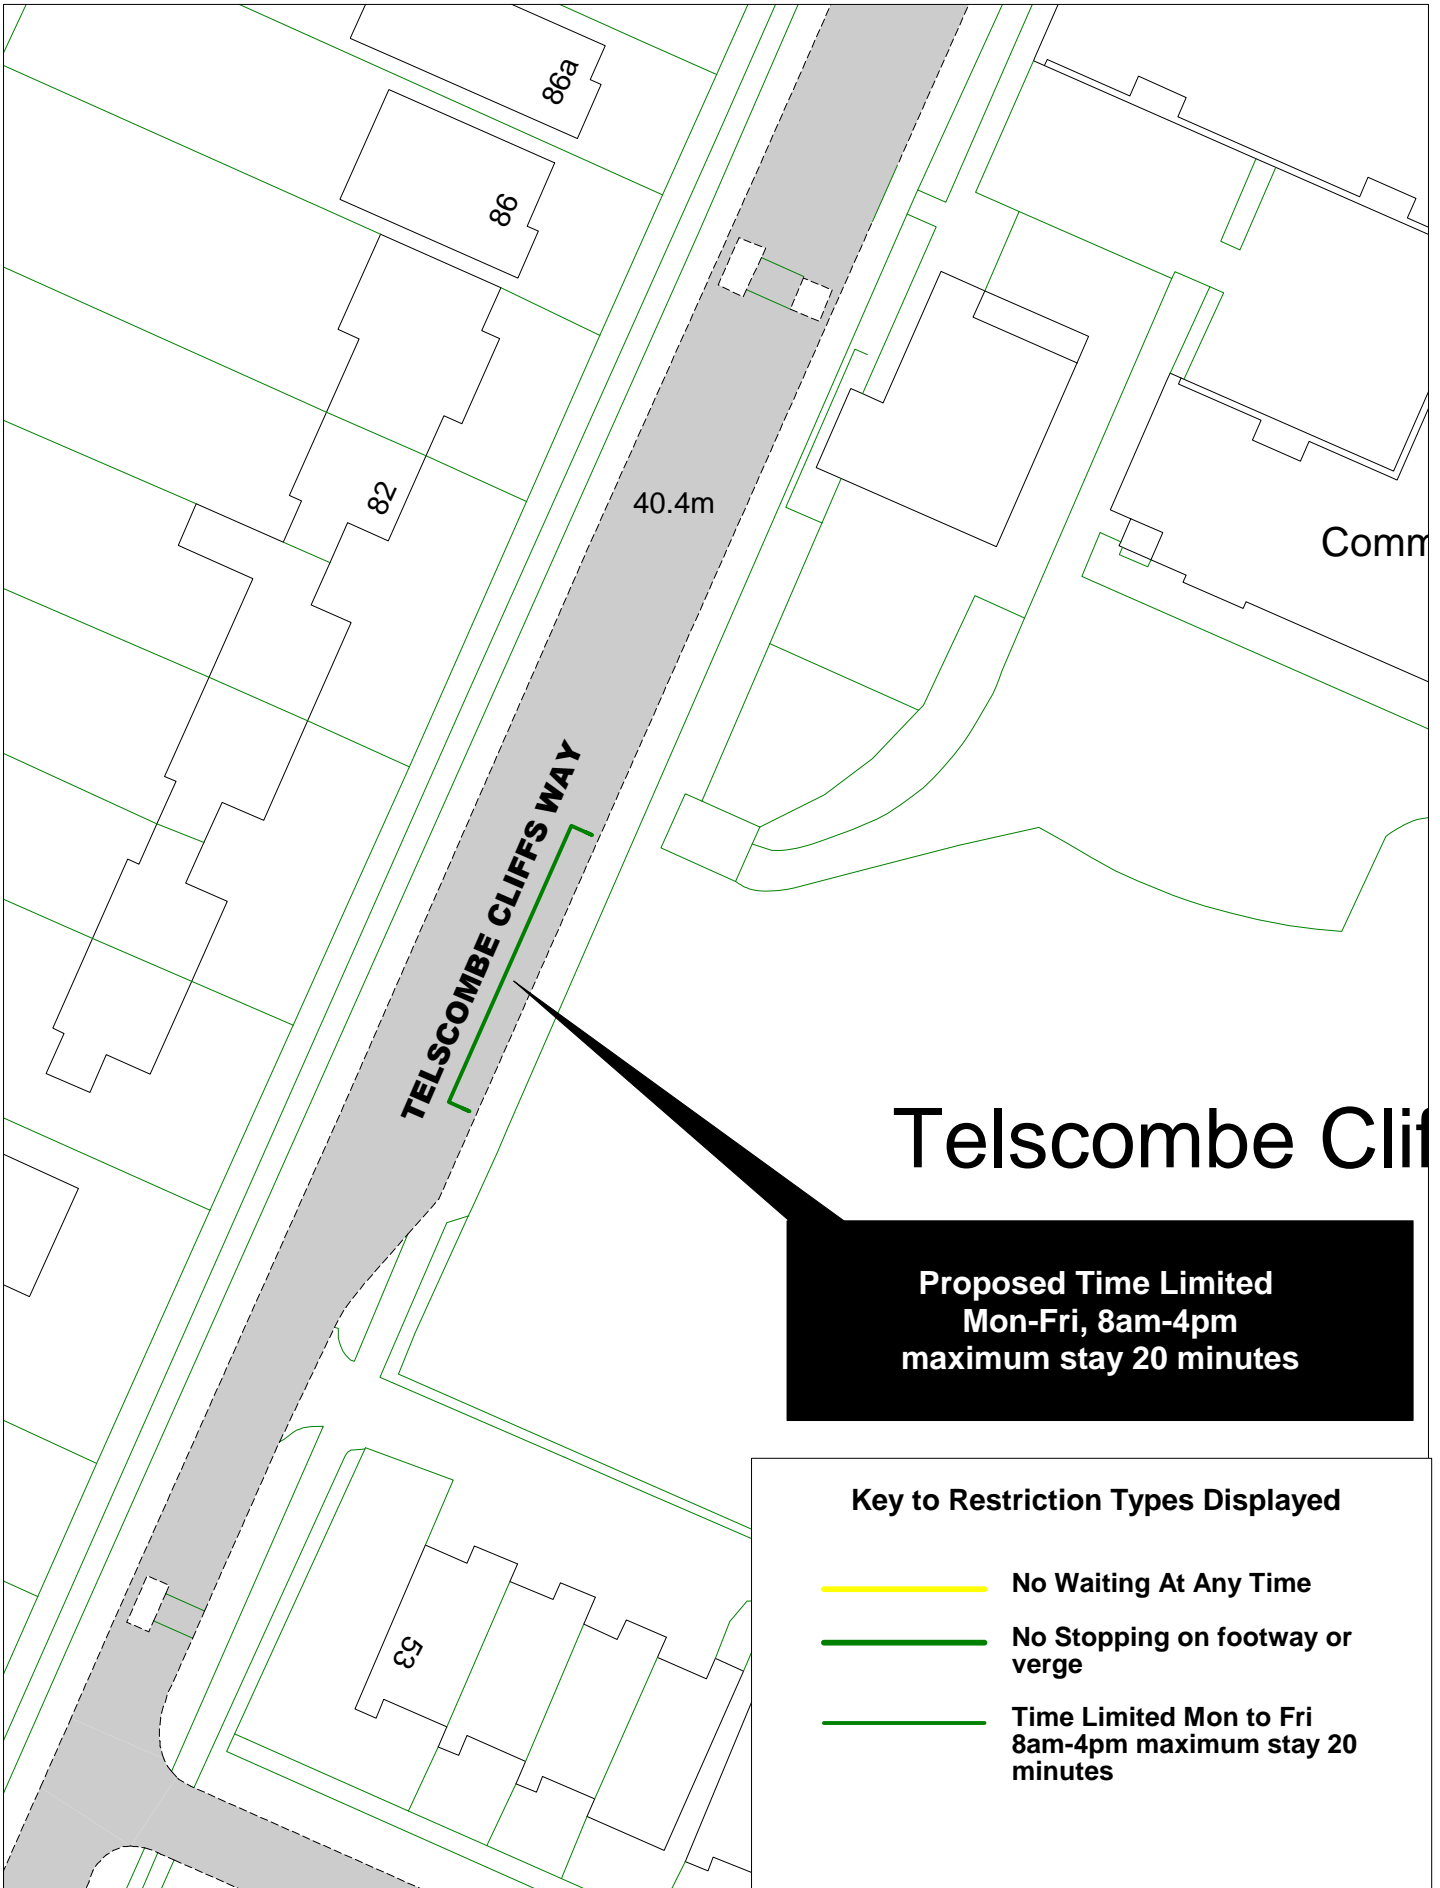 86a
86
82
40.4m
Comm
TELSCOMBE CLIFFS WAY
Telscombe Clif
Proposed Time Limited
Mon-Fri, 8am-4pm
maximum stay 20 minutes
Key to Restriction Types Displayed
No Waiting At Any Time
No Stopping on footway or
verge
Time Limited Mon to Fri
8am-4pm maximum stay 20
minutes
53